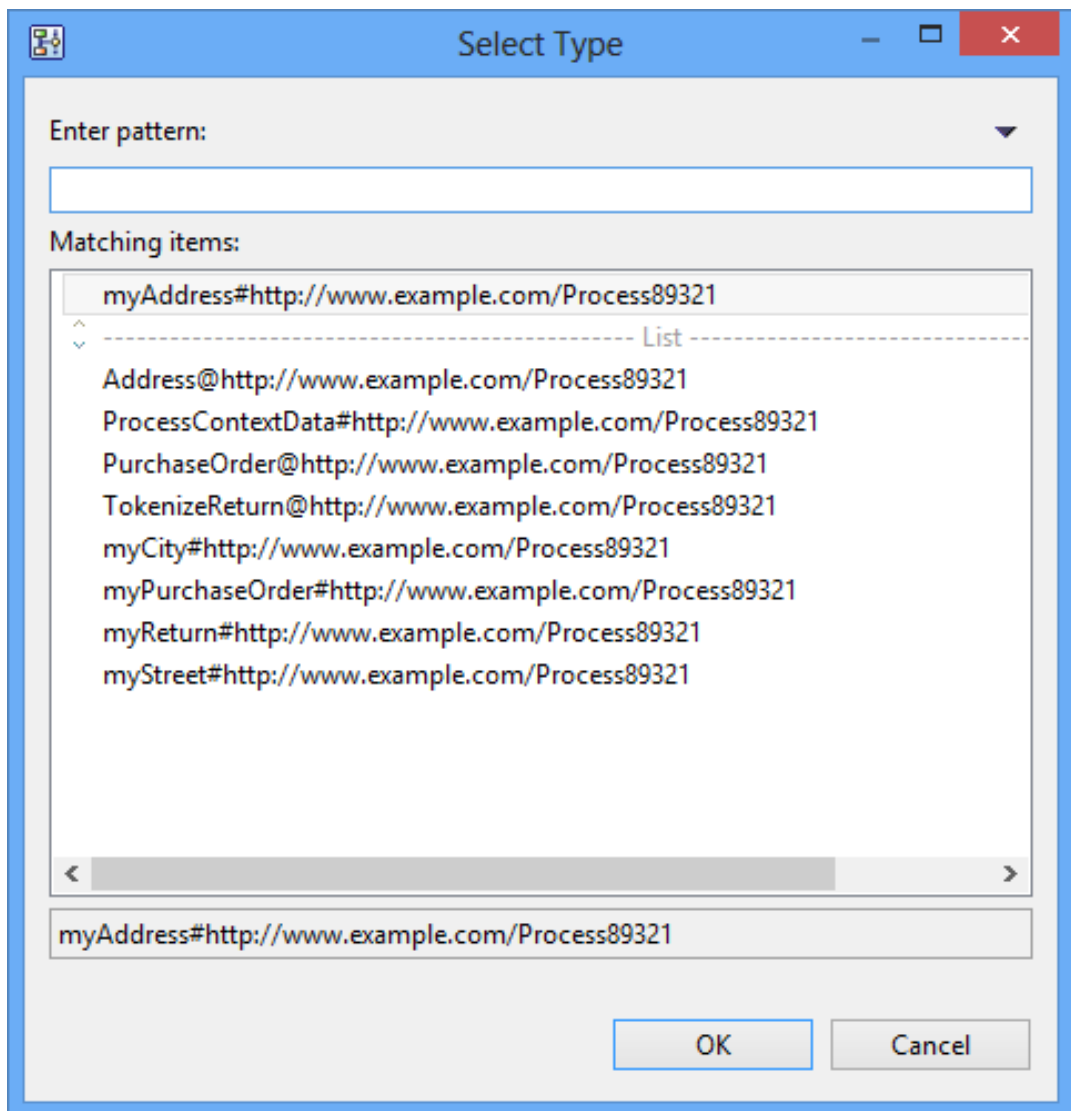 Select Type
Enter pattern:
Matching items:
myAddress#http://www.example.com/Process89321
List
Address@http://www.example.com/Process89321
ProcessContextData#http://www.example.com/Process89321
PurchaseOrder@http://www.example.com/Process89321
TokenizeReturn@http://www.example.com/Process89321
myCity#http://www.example.com/Process89321
myPurchaseOrder#http://www.example.com/Process89321
myReturn#http://www.example.com/Process89321
myStreet#http://www.example.com/Process89321
myAddress#http://www.example.com/Process89321
OK Cancel